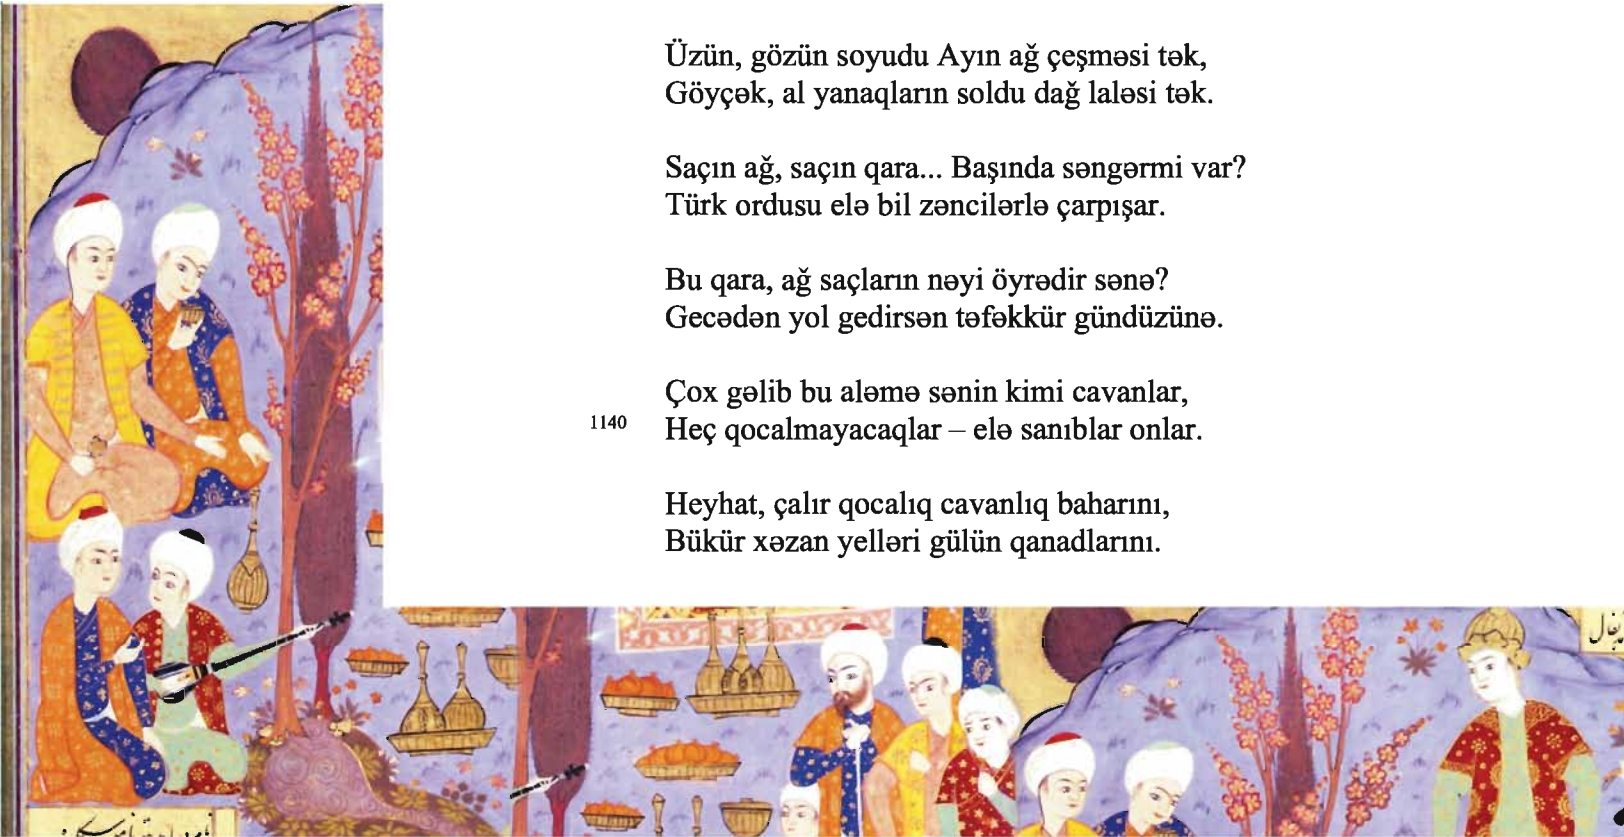 Üzün, gözün soyudu Ayın ağ çeşməsi tək,
Göyçək, al yanaqların soldu dağ laləsi tək.
Saçın ağ, saçın qara... Başında səngərmi var?
Türk ordusu elə bil zəncilərlə çarpışar.
Bu qara, ağ saçların nəyi öyrədir sənə?
Gecədən yol gedirsən təfəkkür gündüzünə.
Çox gəlib bu aləmə sənin kimi cavanlar,
1140 Heç qocalmayacaqlar – elə sanıblar onlar.
Heyhat, çalır qocalıq cavanlıq baharını,
Bükür xəzan yelləri gülün qanadlarını.